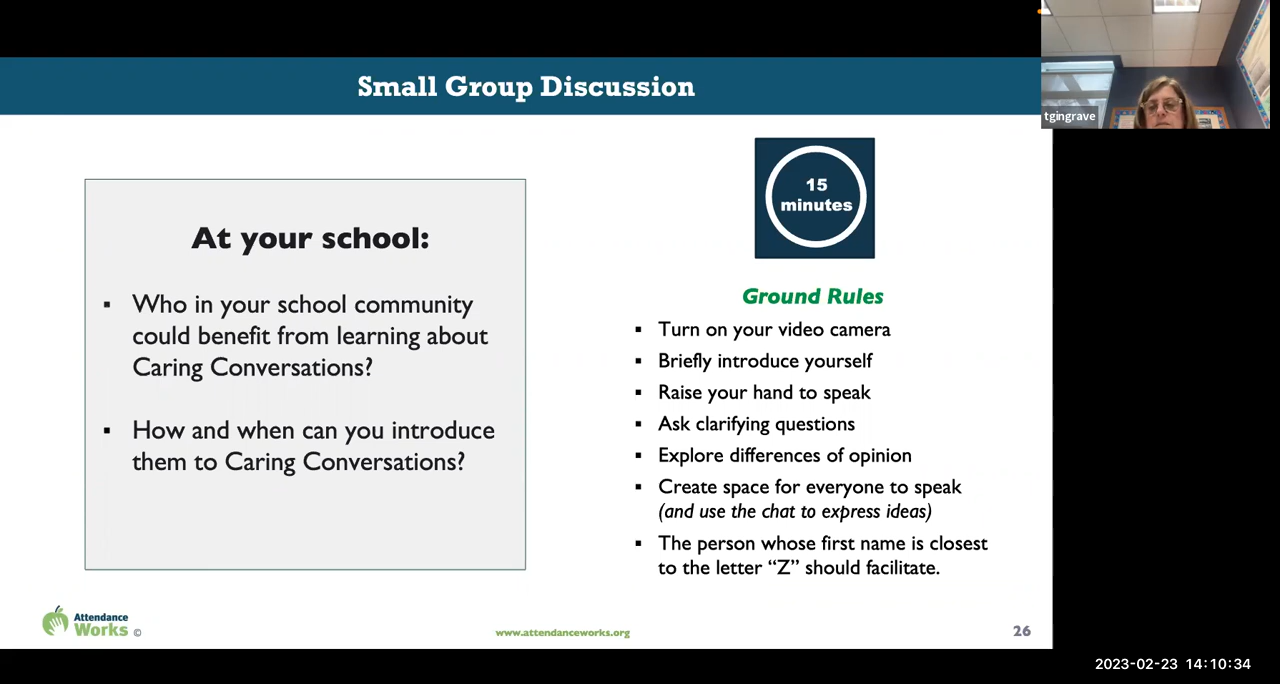 Small Group Discussion
tgingrave
15
minutes
At your school:
▪ Who in your school community
could benefit from learning about
Caring Conversations?
▪ How and when can you introduce
them to Caring Conversations?
Ground Rules
▪ Turn on your video camera
▪ Briefly introduce yourself
▪ Raise your hand to speak
▪ Ask clarifying questions
▪ Explore differences of opinion
▪ Create space for everyone to speak
(and use the chat to express ideas)
▪ The person whose first name is closest
to the letter “Z” should facilitate.
Attendance
Works ©
www.attendanceworks.org
26
2023-02-23 14:10:34